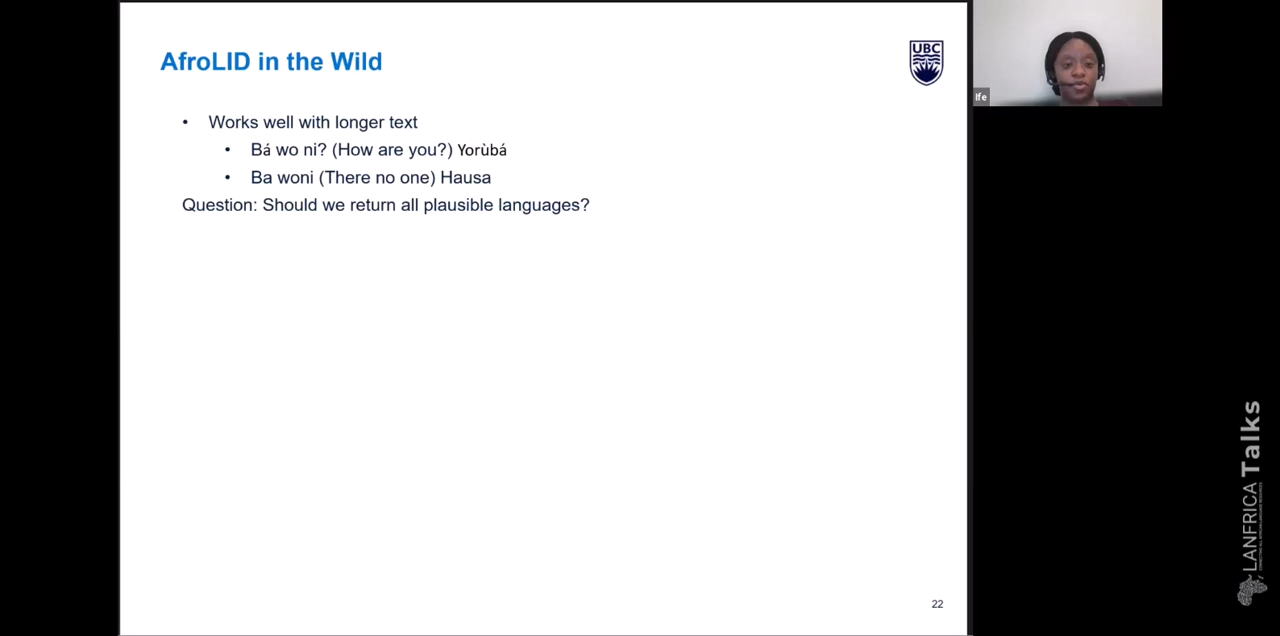 AfroLID in the Wild
UBC
• Works well with longer text
• Bá wo ni? (How are you?) Yorùbá
• Ba woni (There no one) Hausa
Question: Should we return all plausible languages?
22
Ife
LANFRICA Talks